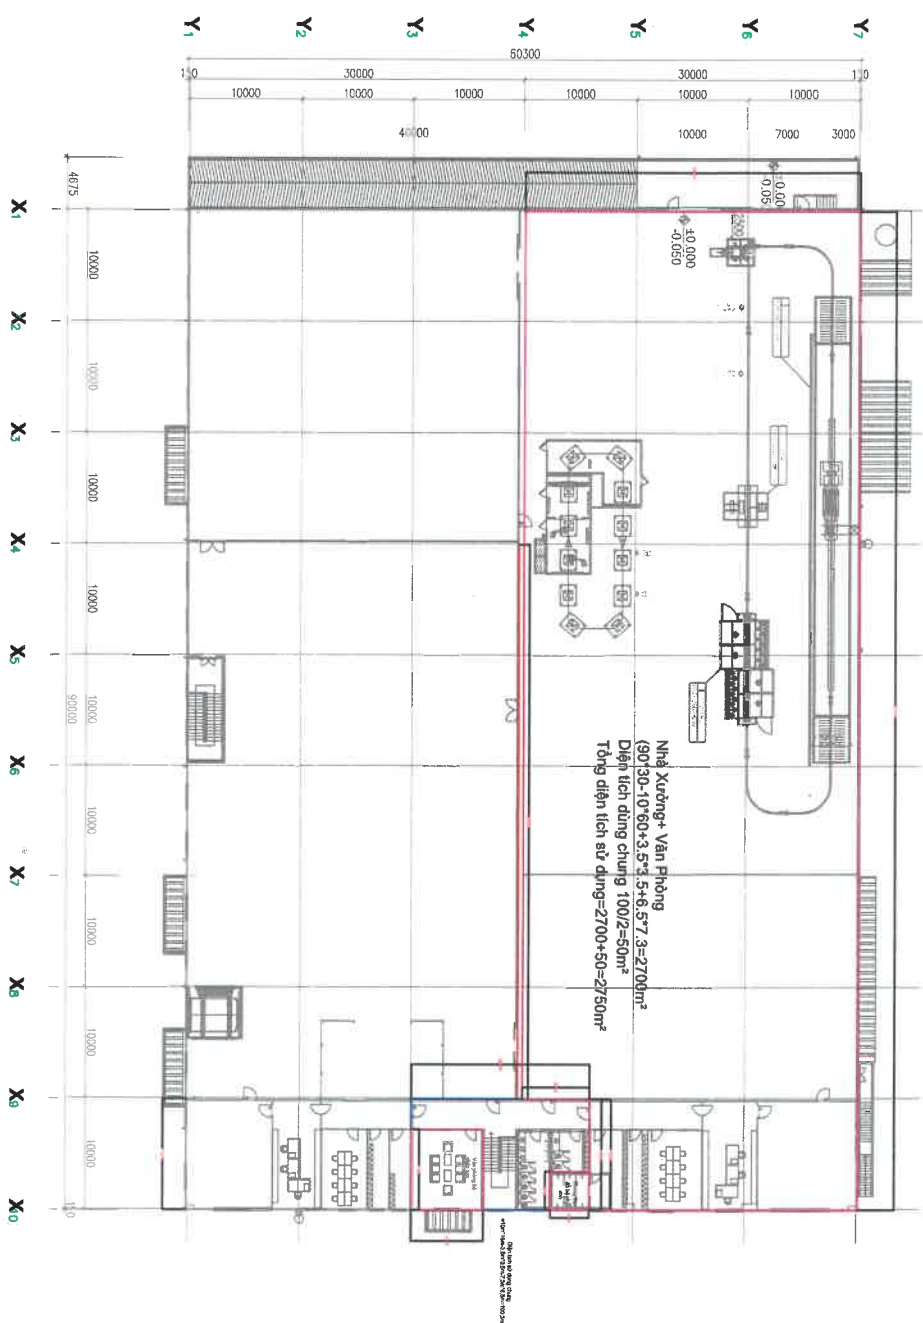 Y1
Y2
Y3
Y4
Y5
Y6
Y7
60300
30000
30000
10000
10000
10000
10000
10000
10000
40000
10000
7000
3000
4675
±0.000
-0.050
X1
X2
X3
X4
X5
X6
X7
X8
X9
10000
10000
10000
10000
10000
10000
10000
10000
10000
90000
Nhà Xưởng+ Văn Phòng
(90*30-10*60+3.5*3.5+6.5*7.3=2700m²
Diện tích dùng chung 100/2=50m²
Tổng diện tích sử dụng=2700+50=2750m²